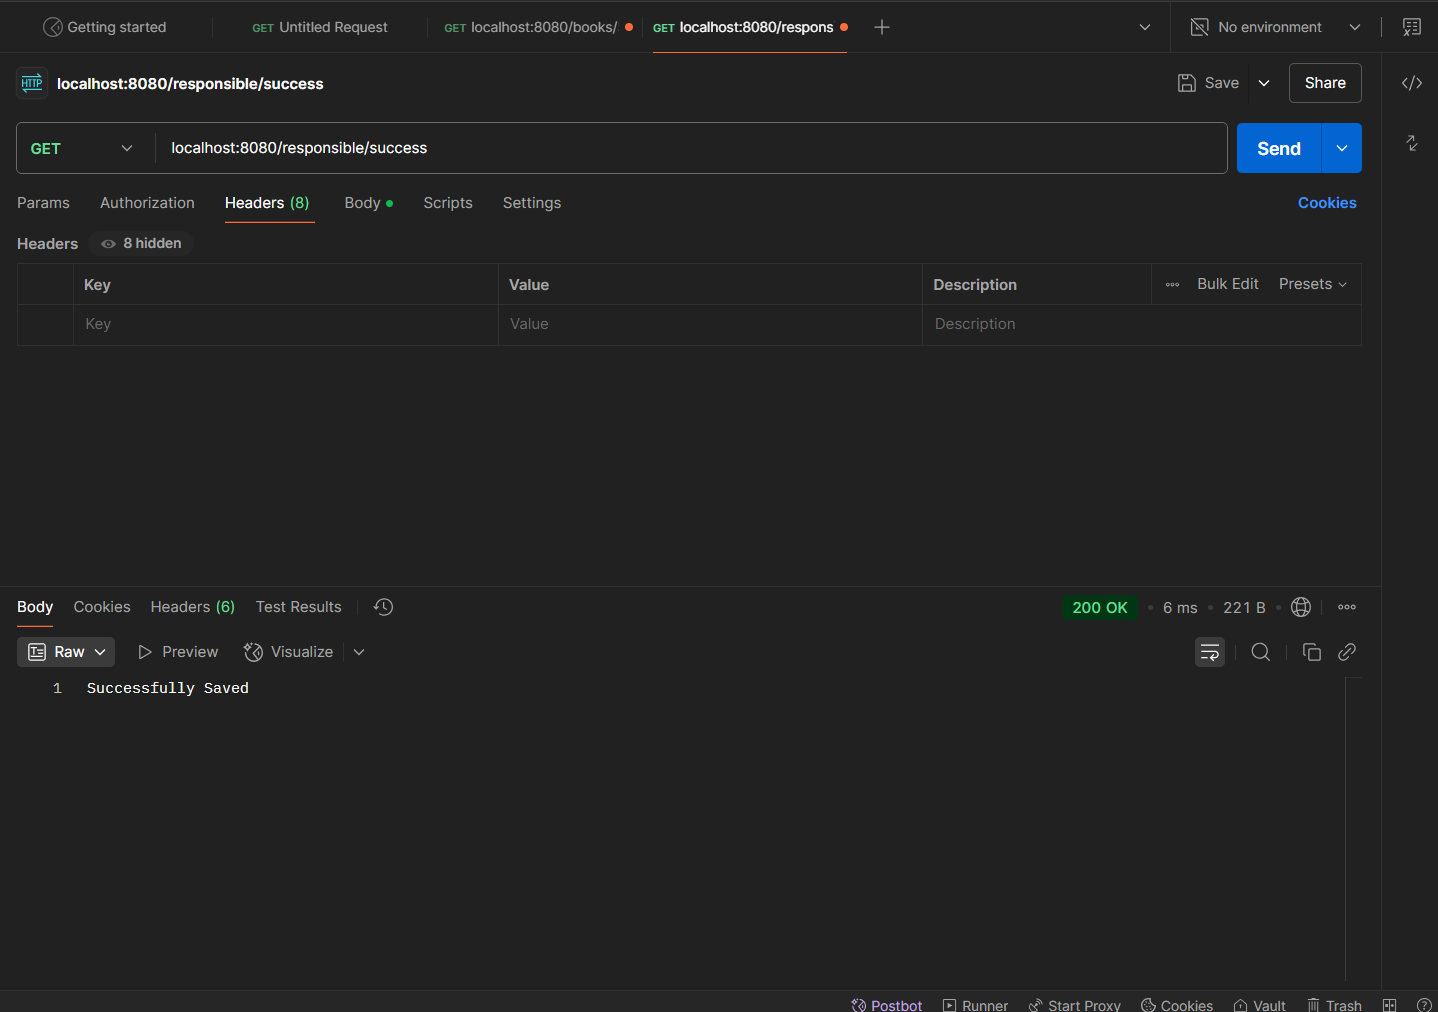 Getting started
GET Untitled Request
GET localhost:8080/books/
GET localhost:8080/respons
No environment
HTTP localhost:8080/responsible/success
Save
Share
GET localhost:8080/responsible/success
Send
Params Authorization Headers (8) Body Scripts Settings Cookies
Headers 8 hidden
Key Value Description Bulk Edit Presets
Key Value Description
Body Cookies Headers (6) Test Results 200 OK 6 ms 221 B
Raw Preview Visualize
1 Successfully Saved
Postbot Runner Start Proxy Cookies Vault Trash